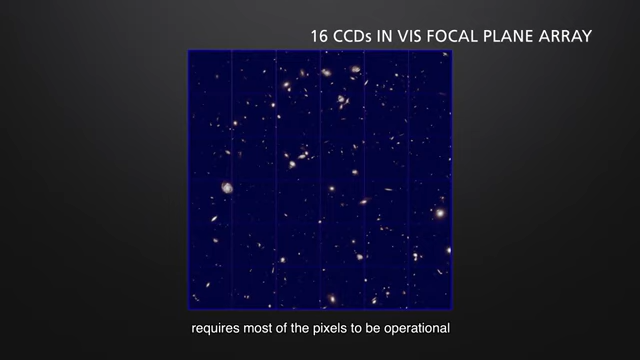 16 CCDs IN VIS FOCAL PLANE ARRAY
requires most of the pixels to be operational